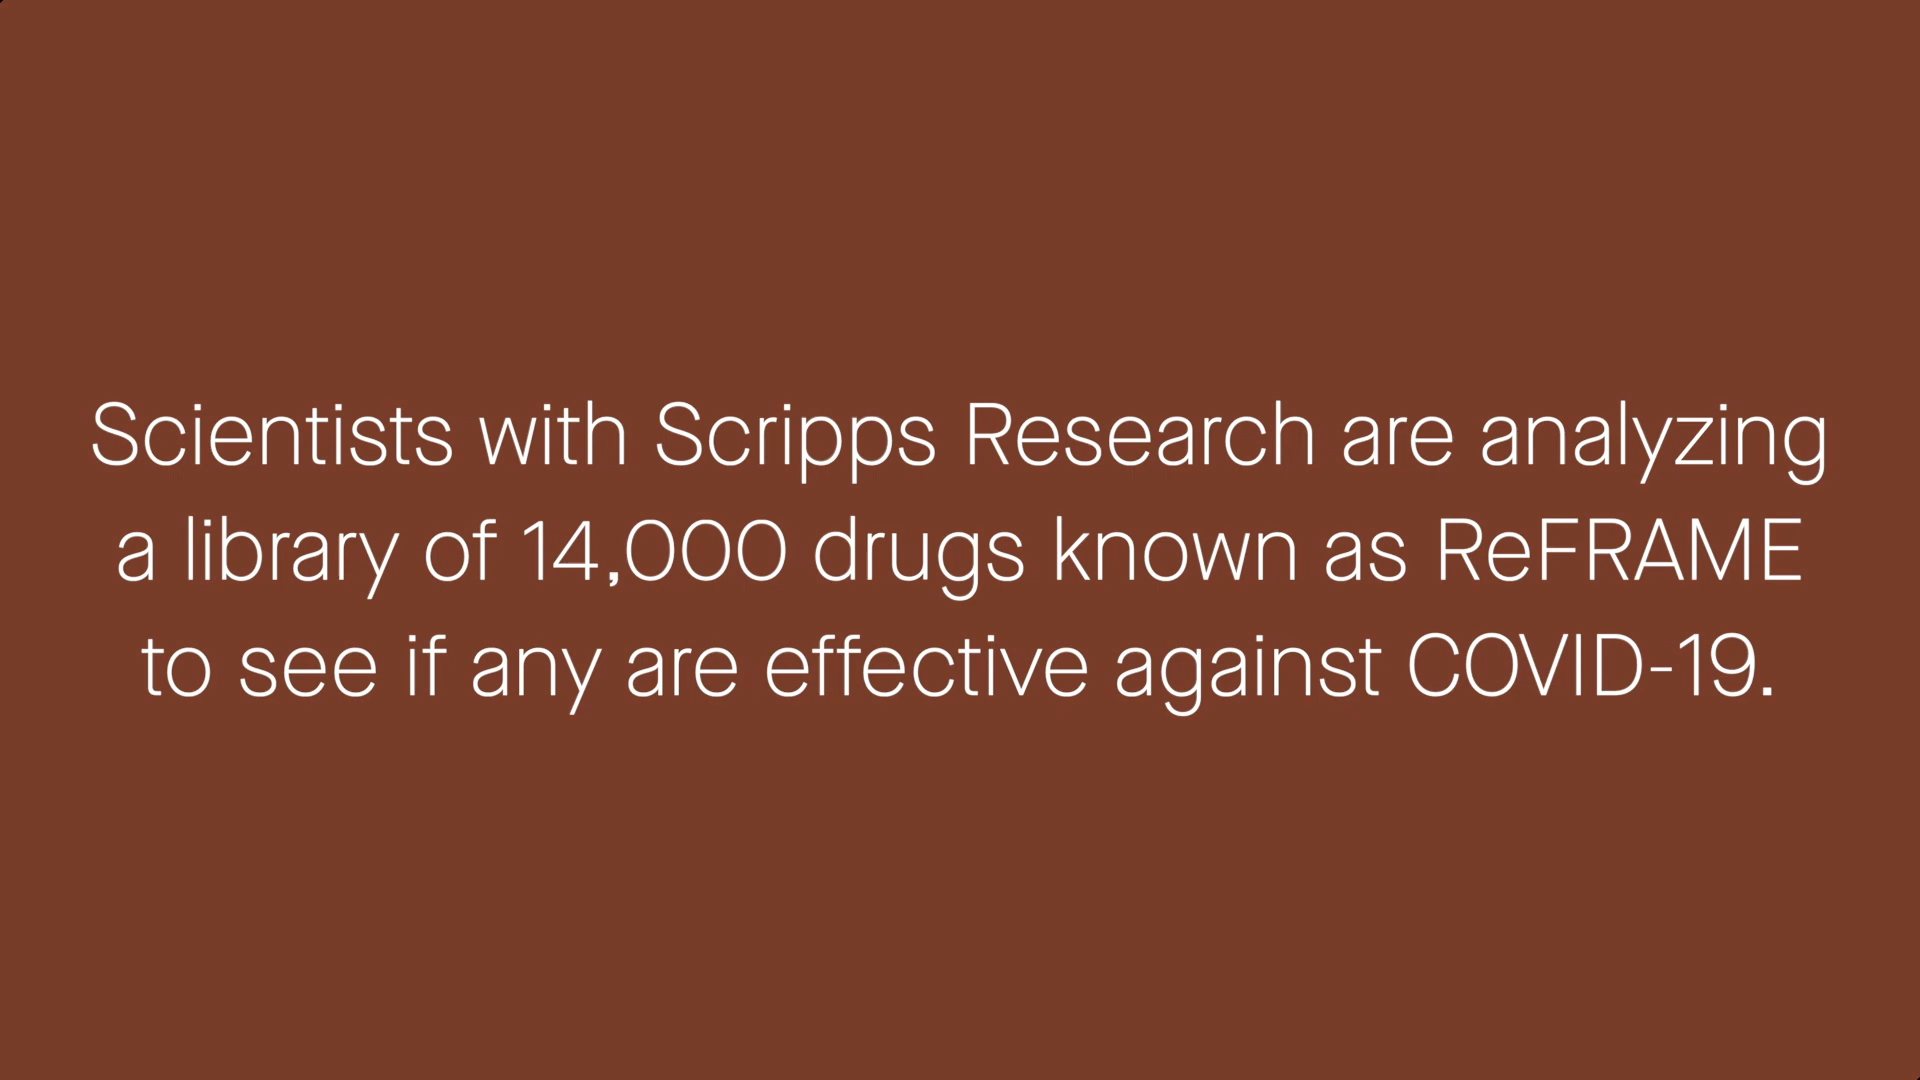 Scientists with Scripps Research are analyzing
a library of 14,000 drugs known as ReFRAME
to see if any are effective against COVID-19.